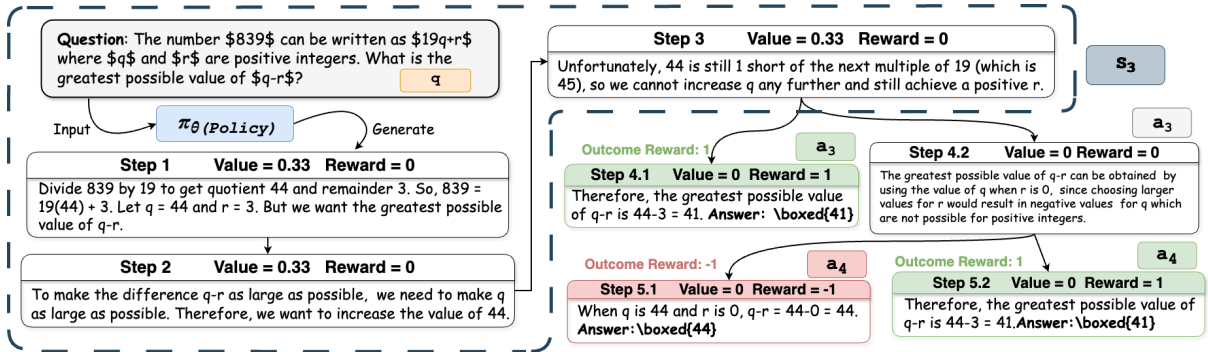 Question: The number $839$ can be written as $19q+r$
where $q$ and $r$ are positive integers. What is the
greatest possible value of $q-r$?
q
Input
πθ(Policy)
Generate
Step 1 Value = 0.33 Reward = 0
Divide 839 by 19 to get quotient 44 and remainder 3. So, 839 =
19(44) + 3. Let q = 44 and r = 3. But we want the greatest possible
value of q-r.
Step 2 Value = 0.33 Reward = 0
To make the difference q-r as large as possible, we need to make q
as large as possible. Therefore, we want to increase the value of 44.
Step 3 Value = 0.33 Reward = 0
Unfortunately, 44 is still 1 short of the next multiple of 19 (which is
45), so we cannot increase q any further and still achieve a positive r.
s3
Outcome Reward: 1
a3
Step 4.1 Value = 0 Reward = 1
Therefore, the greatest possible value
of q-r is 44-3 = 41. Answer: \boxed{41}
a3
Step 4.2 Value = 0 Reward = 0
The greatest possible value of q-r can be obtained by
using the value of q when r is 0, since choosing larger
values for r would result in negative values for q which
are not possible for positive integers.
Outcome Reward: -1
a4
Step 5.1 Value = 0 Reward = -1
When q is 44 and r is 0, q-r = 44-0 = 44.
Answer:\boxed{44}
Outcome Reward: 1
a4
Step 5.2 Value = 0 Reward = 1
Therefore, the greatest possible value of
q-r is 44-3 = 41.Answer:\boxed{41}